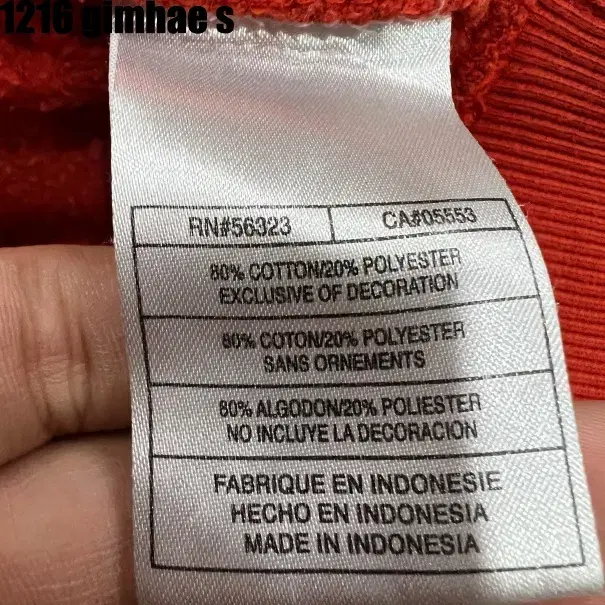 1216 gimhae s
RN#56323
CA#05553
80% COTTON/20% POLYESTER
EXCLUSIVE OF DECORATION
80% COTON/20% POLYESTER
SANS ORNEMENTS
80% ALGODON/20% POLIESTER
NO INCLUYE LA DECORACION
FABRIQUE EN INDONESIE
HECHO EN INDONESIA
MADE IN INDONESIA